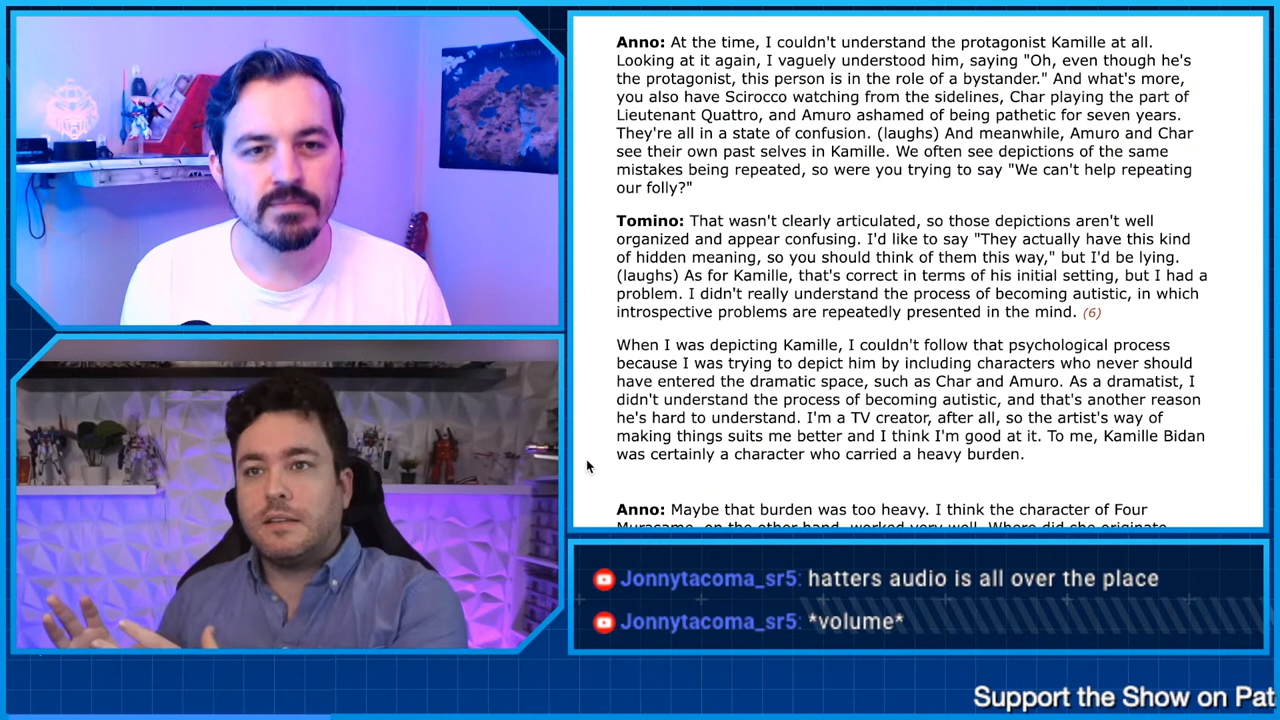 Anno: At the time, I couldn't understand the protagonist Kamille at all.
Looking at it again, I vaguely understood him, saying "Oh, even though he's
the protagonist, this person is in the role of a bystander." And what's more,
you also have Scirocco watching from the sidelines, Char playing the part of
Lieutenant Quattro, and Amuro ashamed of being pathetic for seven years.
They're all in a state of confusion. (laughs) And meanwhile, Amuro and Char
see their own past selves in Kamille. We often see depictions of the same
mistakes being repeated, so were you trying to say "We can't help repeating
our folly?"
Tomino: That wasn't clearly articulated, so those depictions aren't well
organized and appear confusing. I'd like to say "They actually have this kind
of hidden meaning, so you should think of them this way," but I'd be lying.
(laughs) As for Kamille, that's correct in terms of his initial setting, but I had a
problem. I didn't really understand the process of becoming autistic, in which
introspective problems are repeatedly presented in the mind. (6)
When I was depicting Kamille, I couldn't follow that psychological process
because I was trying to depict him by including characters who never should
have entered the dramatic space, such as Char and Amuro. As a dramatist, I
didn't understand the process of becoming autistic, and that's another reason
he's hard to understand. I'm a TV creator, after all, so the artist's way of
making things suits me better and I think I'm good at it. To me, Kamille Bidan
was certainly a character who carried a heavy burden.
Anno: Maybe that burden was too heavy. I think the character of Four
Murasame, on the other hand, worked very well. Where did she originate
Jonnytacoma_sr5: hatters audio is all over the place
Jonnytacoma_sr5: *volume*
Support the Show on Pat